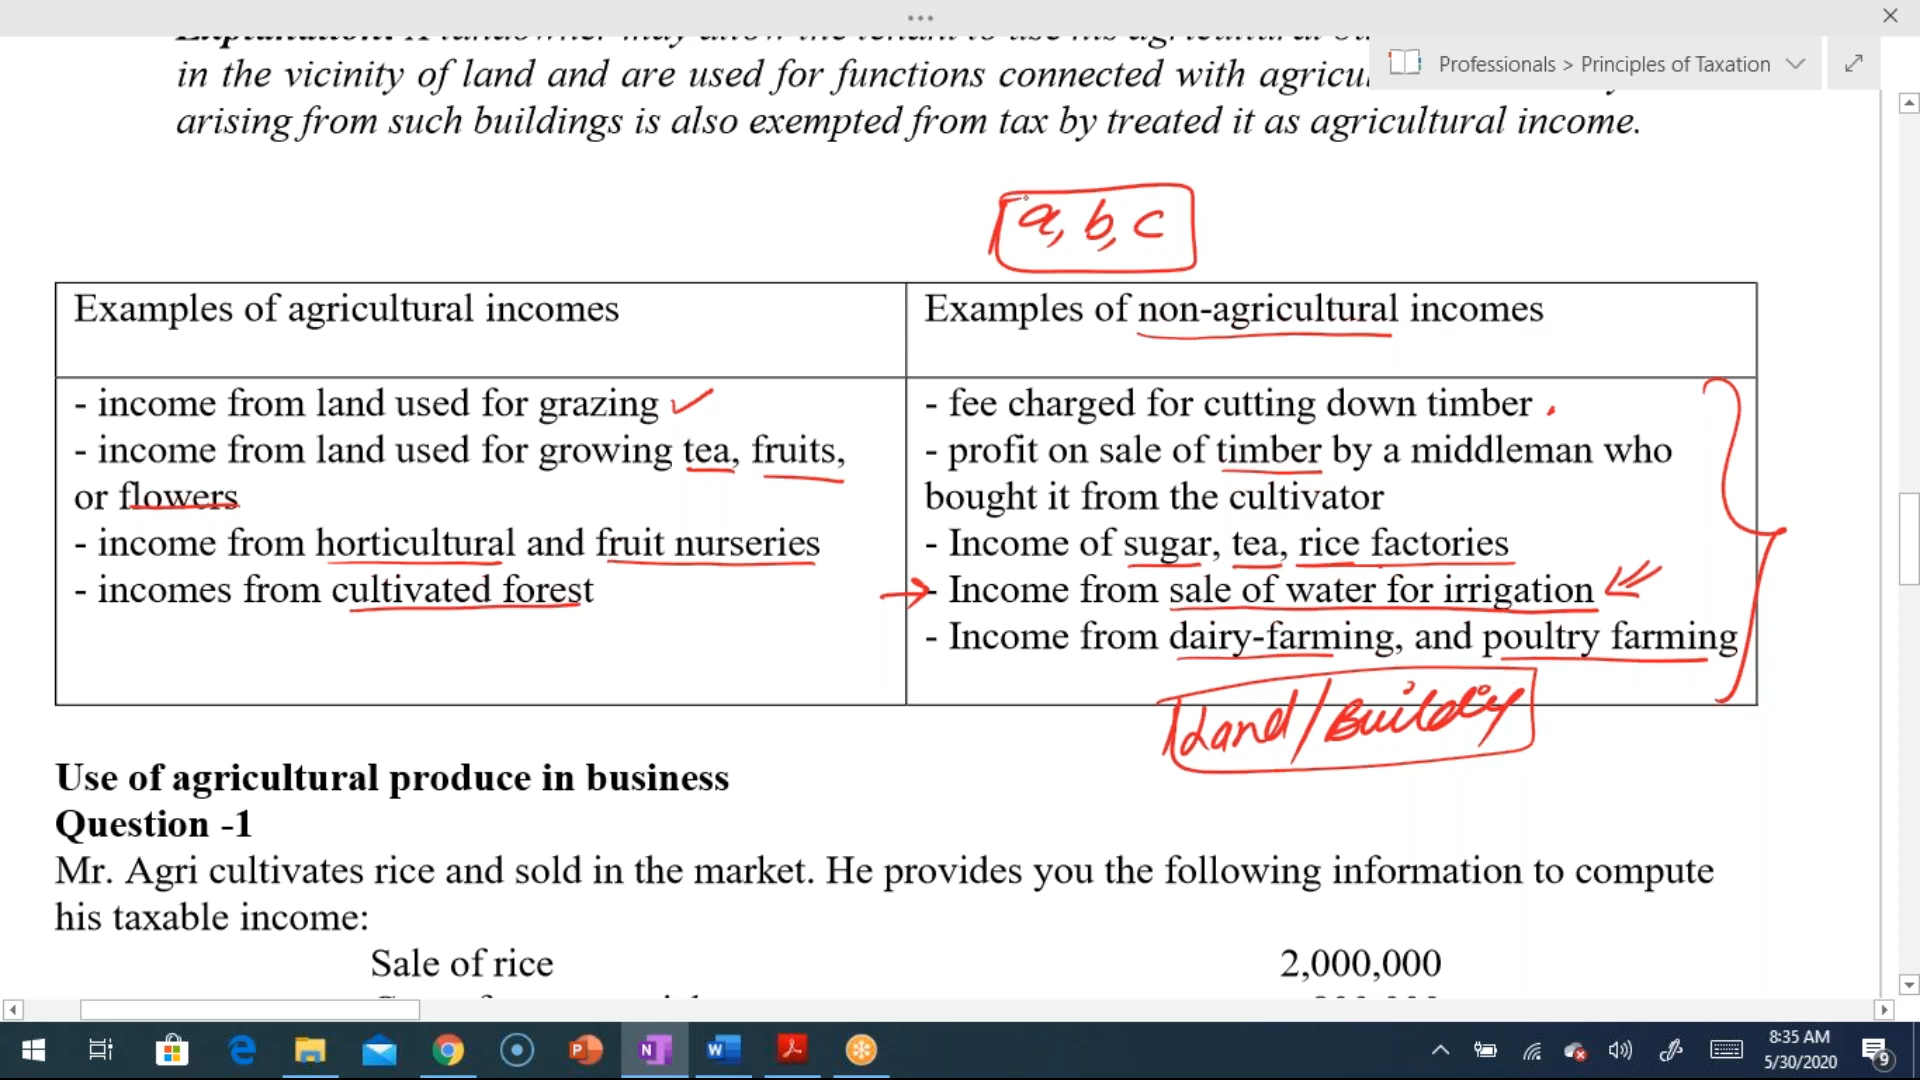 Professionals > Principles of Taxation
in the vicinity of land and are used for functions connected with
arising from such buildings is also exempted from tax by treated it as agricultural income.
a, b, c
Examples of agricultural incomes
- income from land used for grazing
- income from land used for growing tea, fruits,
or flowers
- income from horticultural and fruit nurseries
- incomes from cultivated forest
Examples of non-agricultural incomes
- fee charged for cutting down timber
- profit on sale of timber by a middleman who
bought it from the cultivator
- Income of sugar, tea, rice factories
- Income from sale of water for irrigation
- Income from dairy-farming, and poultry farming
Land/Building
Use of agricultural produce in business
Question -1
Mr. Agri cultivates rice and sold in the market. He provides you the following information to compute
his taxable income:
Sale of rice 2,000,000
8:35 AM
5/30/2020
9